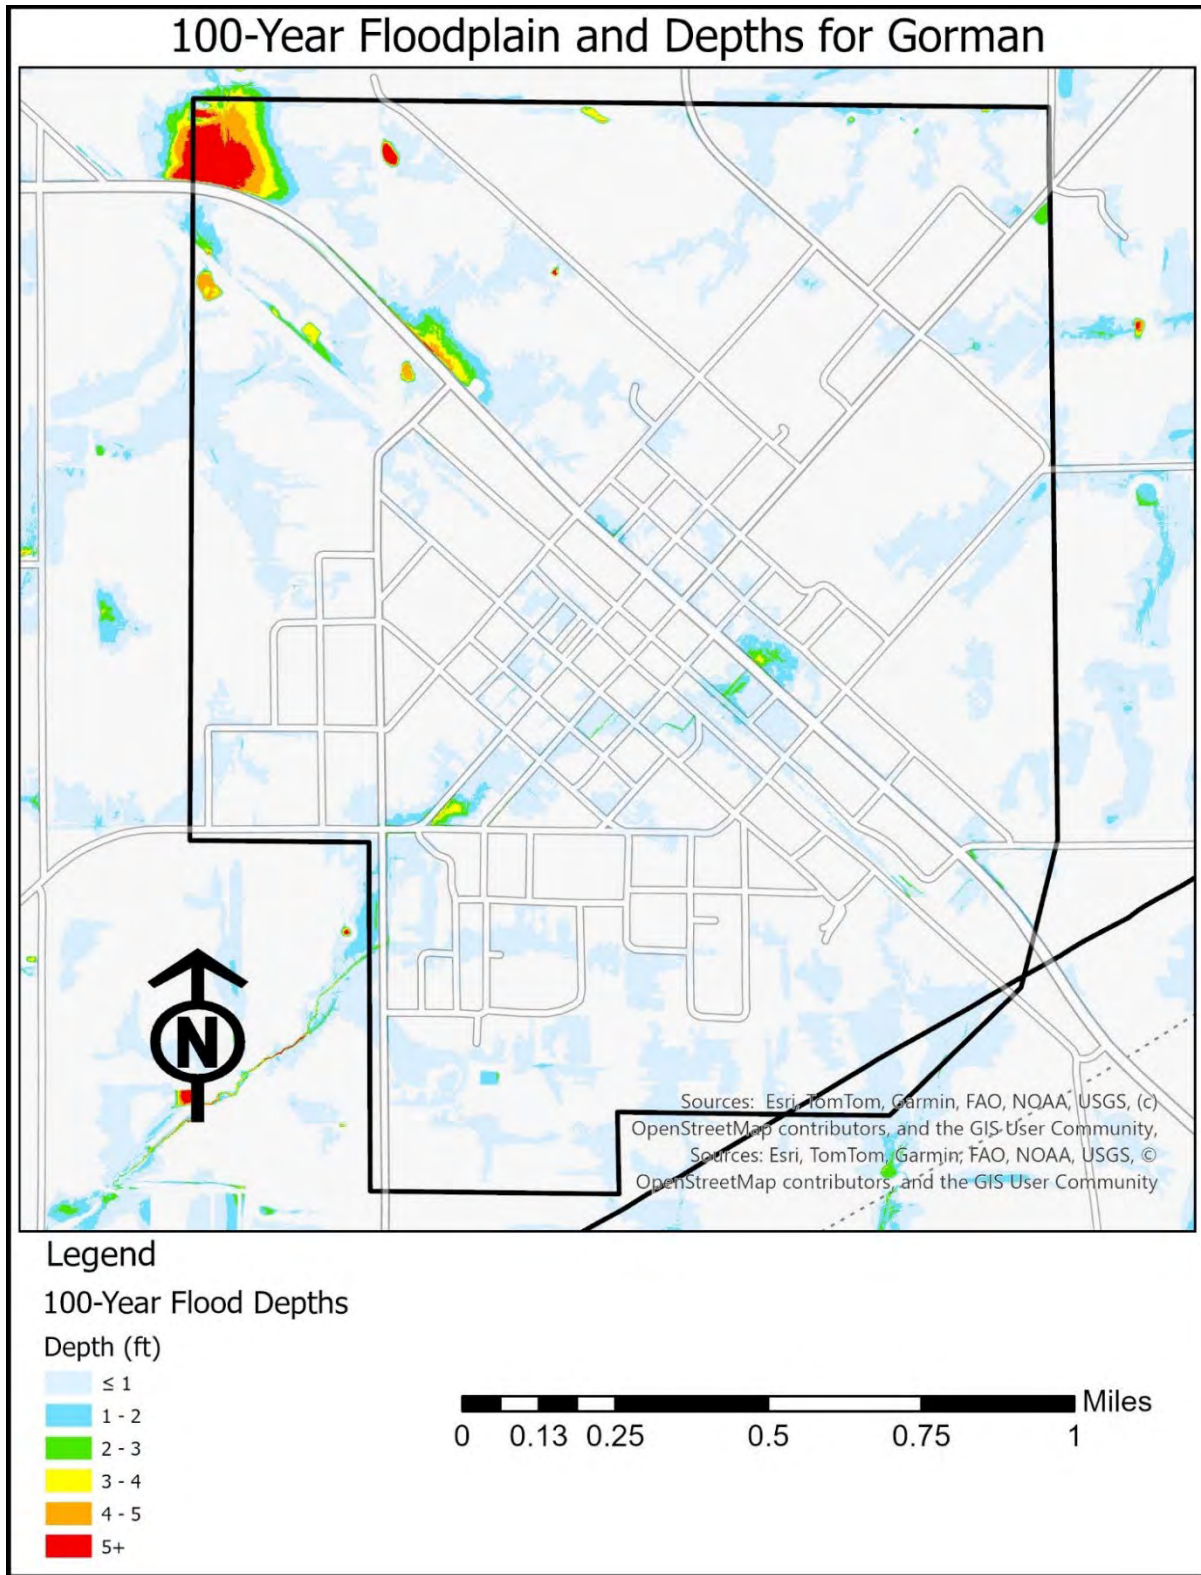 100-Year Floodplain and Depths for Gorman
N
Sources: Esri, TomTom, Garmin, FAO, NOAA, USGS, (c)
OpenStreetMap contributors, and the GIS User Community,
Sources: Esri, TomTom, Garmin, FAO, NOAA, USGS, ©
OpenStreetMap contributors, and the GIS User Community
Legend
100-Year Flood Depths
Depth (ft)
≤ 1
1 - 2
2 - 3
3 - 4
4 - 5
5+
Miles
0 0.13 0.25 0.5 0.75 1